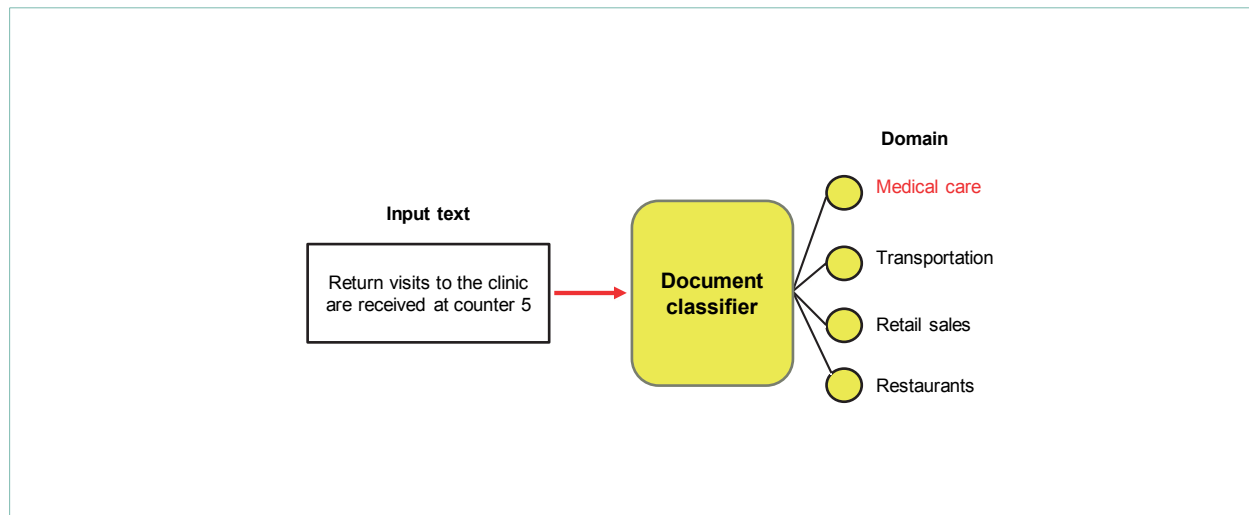 Domain
Medical care
Input text
Transportation
Return visits to the clinic
are received at counter 5
Document
classifier
Retail sales
Restaurants